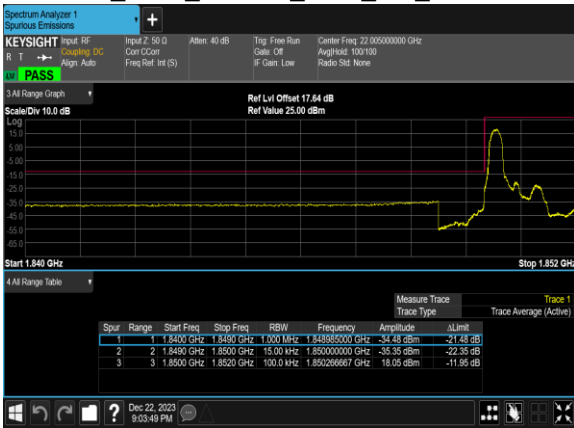 Spectrum Analyzer 1
Spurious Emissions
KEYSIGHT Input: RF Input Z: 50 Ω Atten: 40 dB Trig: Free Run Center Freq: 22.005000000 GHz
R T Coupling: DC Corr CCorr Gate: Off Avg|Hold: 100/100
Align: Auto Freq Ref: Int (S) IF Gain: Low Radio Std: None
PASS
3 All Range Graph
Ref Lvl Offset 17.64 dB
Scale/Div 10.0 dB Ref Value 25.00 dBm
Log
15.0
5.00
-5.00
-15.0
-25.0
-35.0
-45.0
-55.0
-65.0
Start 1.840 GHz Stop 1.852 GHz
4 All Range Table
Measure Trace Trace 1
Trace Type Trace Average (Active)
Spur Range Start Freq Stop Freq RBW Frequency Amplitude ΔLimit
1 1 1.8400 GHz 1.8490 GHz 1.000 MHz 1.848985000 GHz -34.48 dBm -21.48 dB
2 2 1.8490 GHz 1.8500 GHz 15.00 kHz 1.850000000 GHz -35.35 dBm -22.35 dB
3 3 1.8500 GHz 1.8520 GHz 100.0 kHz 1.850266667 GHz 18.05 dBm -11.95 dB
Dec 22, 2023
9:03:49 PM